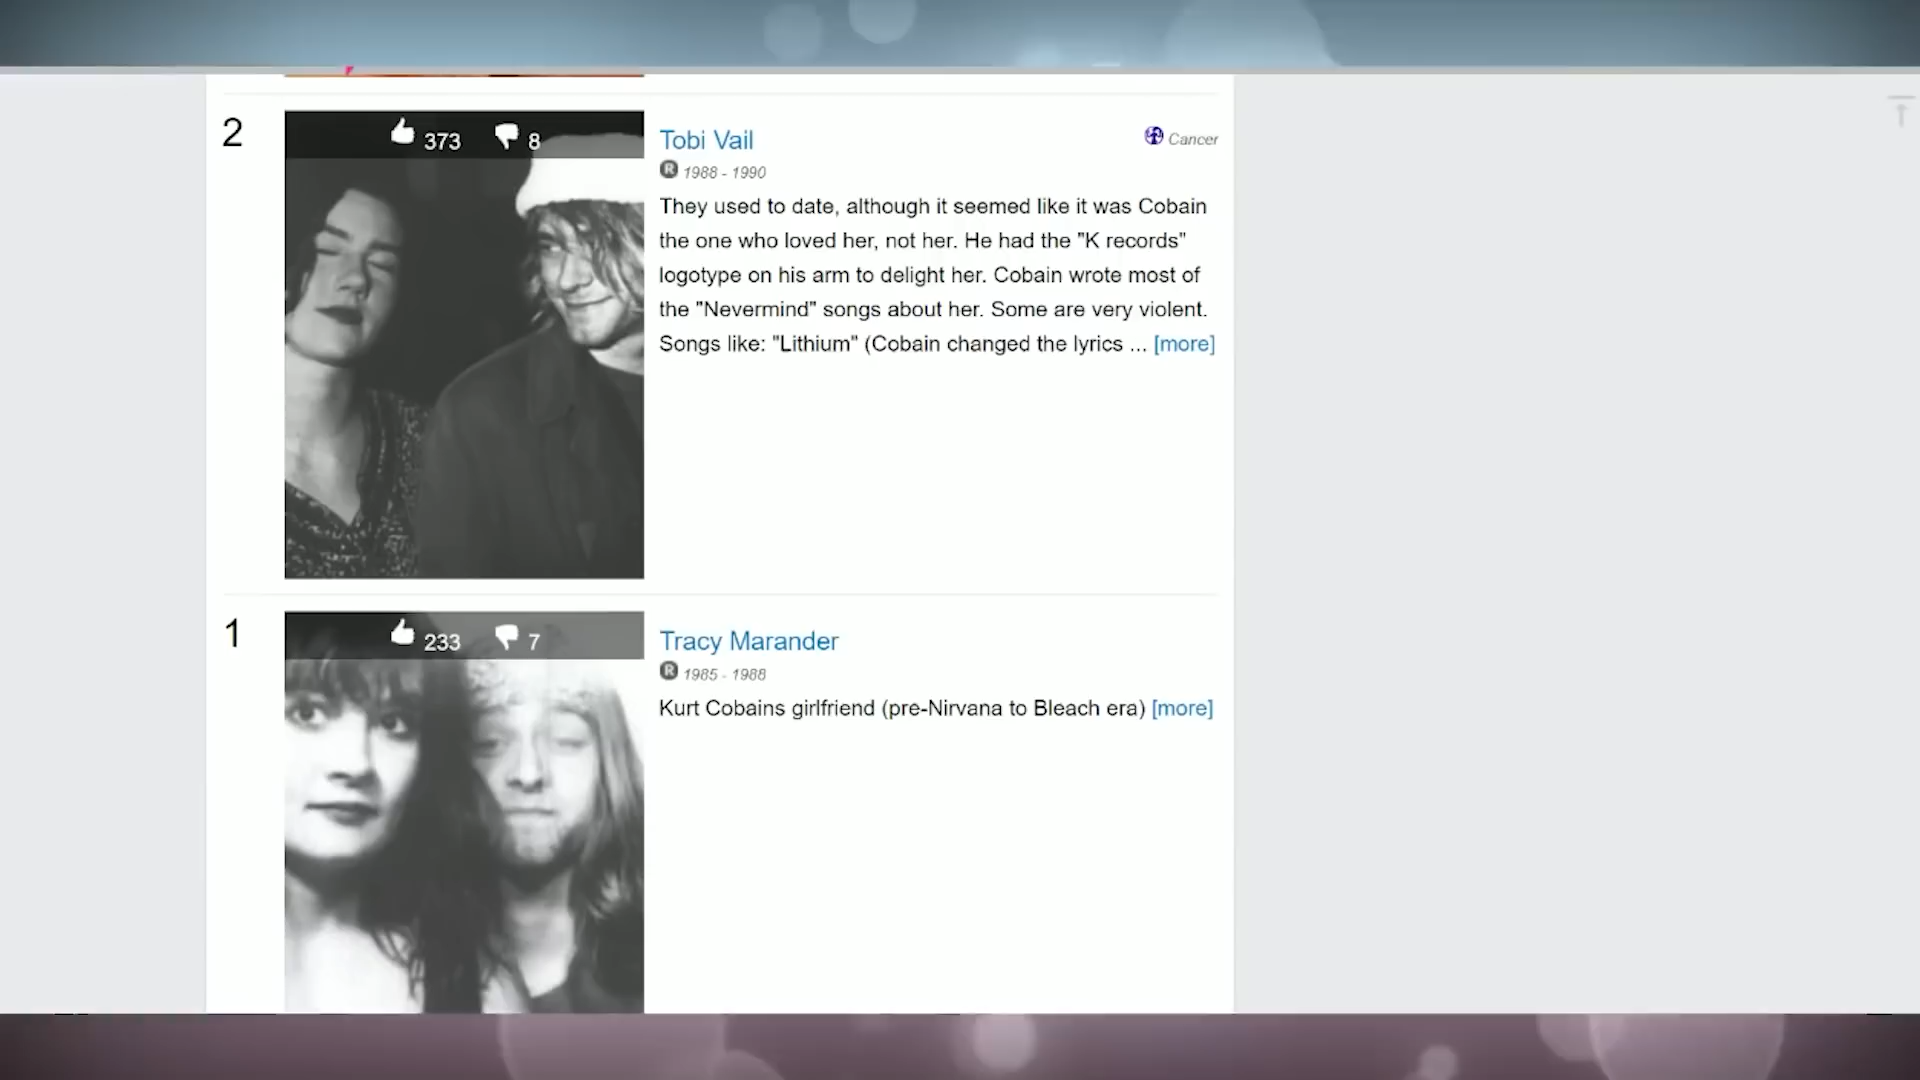 2
373 8
Tobi Vail
Cancer
R 1988 - 1990
They used to date, although it seemed like it was Cobain
the one who loved her, not her. He had the "K records"
logotype on his arm to delight her. Cobain wrote most of
the "Nevermind" songs about her. Some are very violent.
Songs like: "Lithium" (Cobain changed the lyrics ... [more]
1
233 7
Tracy Marander
R 1985 - 1988
Kurt Cobains girlfriend (pre-Nirvana to Bleach era) [more]